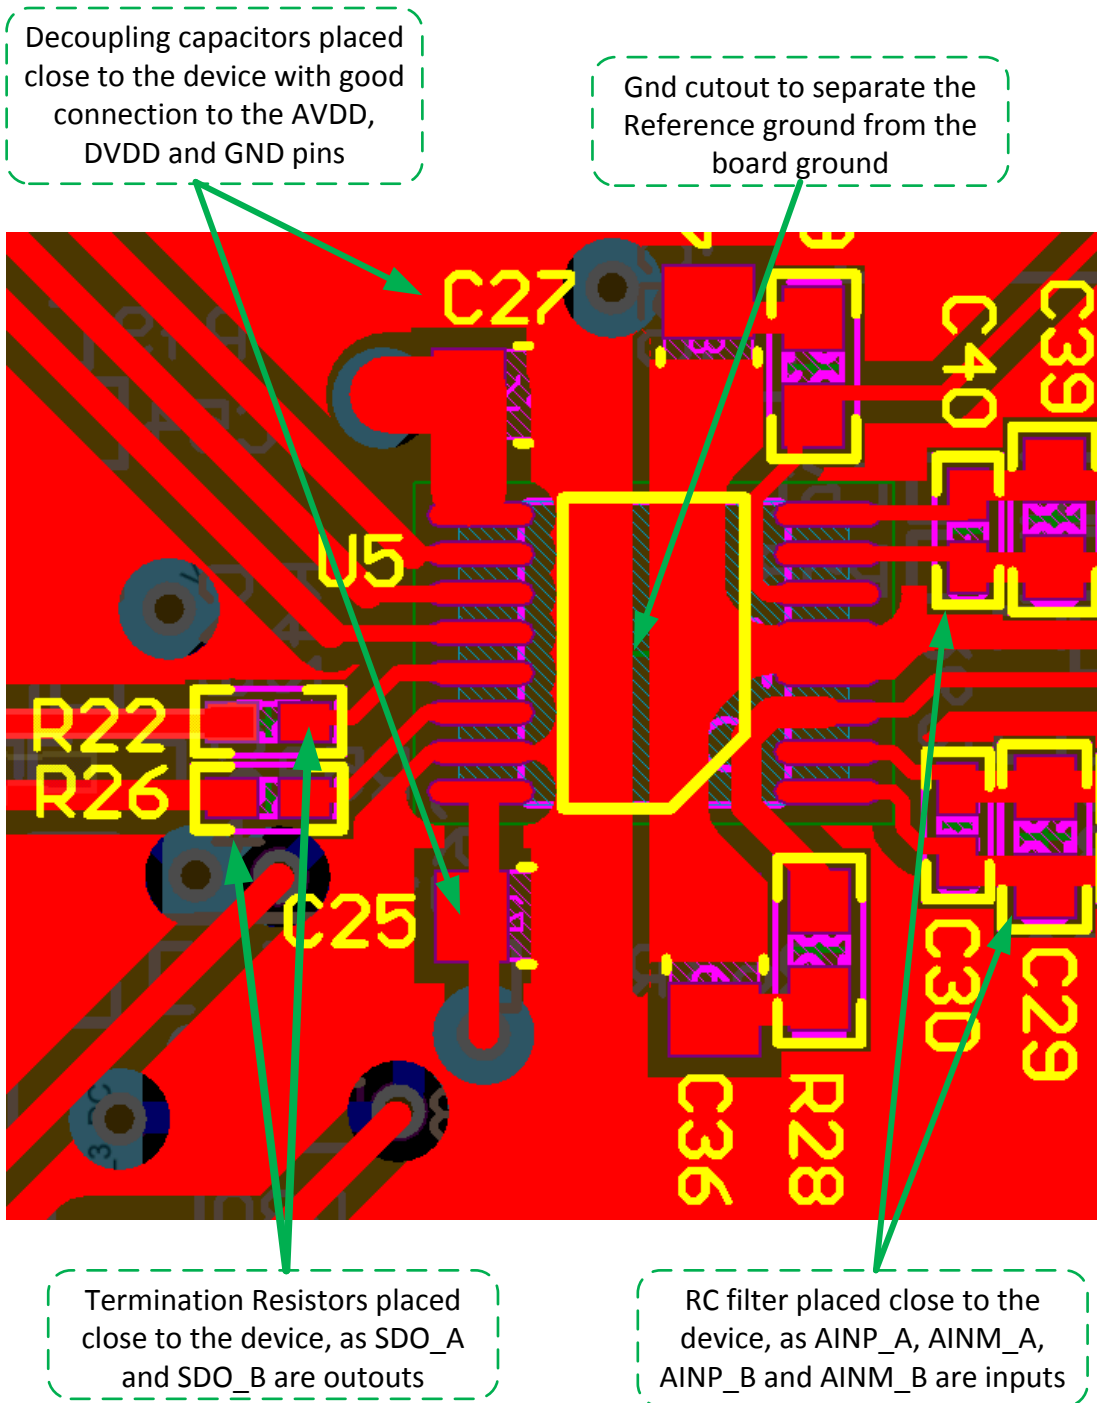 Decoupling capacitors placed
close to the device with good
connection to the AVDD,
DVDD and GND pins
Gnd cutout to separate the
Reference ground from the
board ground
C27
C40
C39
U5
R22
R26
C25
C30
C29
C36
R28
Termination Resistors placed
close to the device, as SDO_A
and SDO_B are outouts
RC filter placed close to the
device, as AINP_A, AINM_A,
AINP_B and AINM_B are inputs